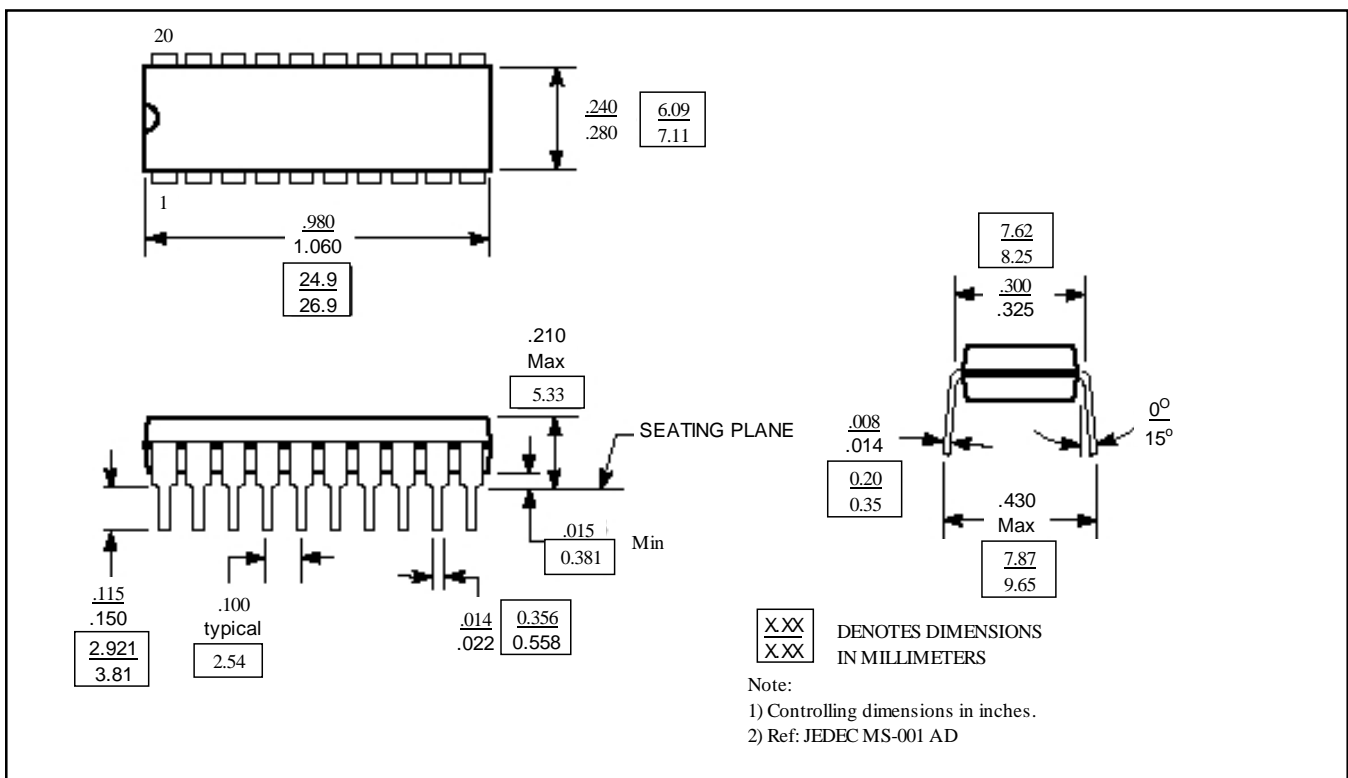 20
.240
.280
6.09
7.11
1
.980
1.060
24.9
26.9
7.62
8.25
.300
.325
.210
Max
5.33
SEATING PLANE
.008
.014
0.20
0.35
0O
15o
.430
Max
7.87
9.65
.015
0.381
Min
.115
.150
2.921
3.81
.100
typical
2.54
.014
.022
0.356
0.558
X.XX
X.XX
DENOTES DIMENSIONS
IN MILLIMETERS
Note:
1) Controlling dimensions in inches.
2) Ref: JEDEC MS-001 AD